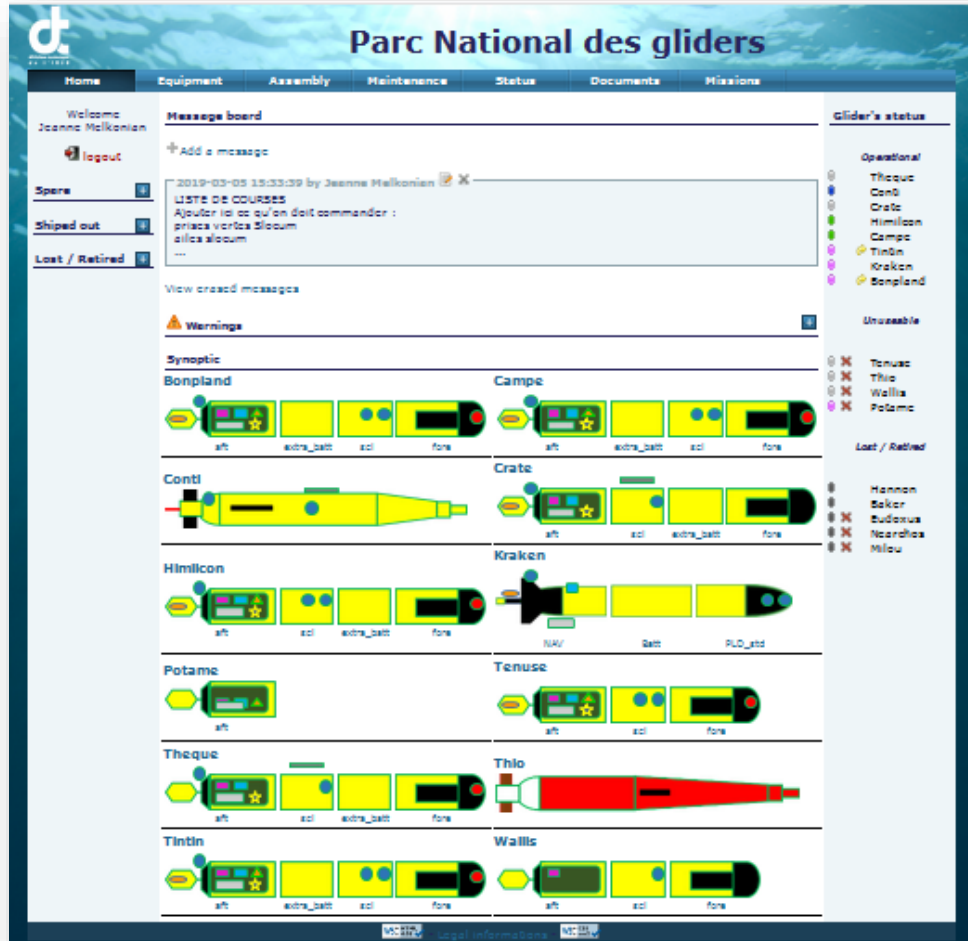 Parc National des gliders
Home Equipment Assembly Maintenance Status Documents Missions
Welcome
Jeanne Melkonian
logout
Spare
Shiped out
Lost / Retired
Message board
Add a message
2019-03-05 15:33:39 by Jeanne Melkonian
LISTE DE COURSES
Ajouter ici ce qu'on doit commander :
prises vertes Slocum
ailes slocum
...
View erased messages
Warnings
Synoptic
Bonpland
aft extra_batt sci fore
Campe
aft extra_batt sci fore
Conti
Crate
aft sci extra_batt fore
Himilcon
aft sci extra_batt fore
Kraken
NAV Batt PLD_std
Potame
aft
Tenuse
aft sci fore
Theque
aft sci extra_batt fore
Thio
Tintin
aft extra_batt sci fore
Wallis
aft sci fore
Glider's status
Operational
Theque
Conti
Crate
Himilcon
Campe
Tintin
Kraken
Bonpland
Unuseable
Tenuse
Thio
Wallis
Potame
Lost / Retired
Hannon
Baker
Eudoxus
Nearchos
Milou
Legal informations